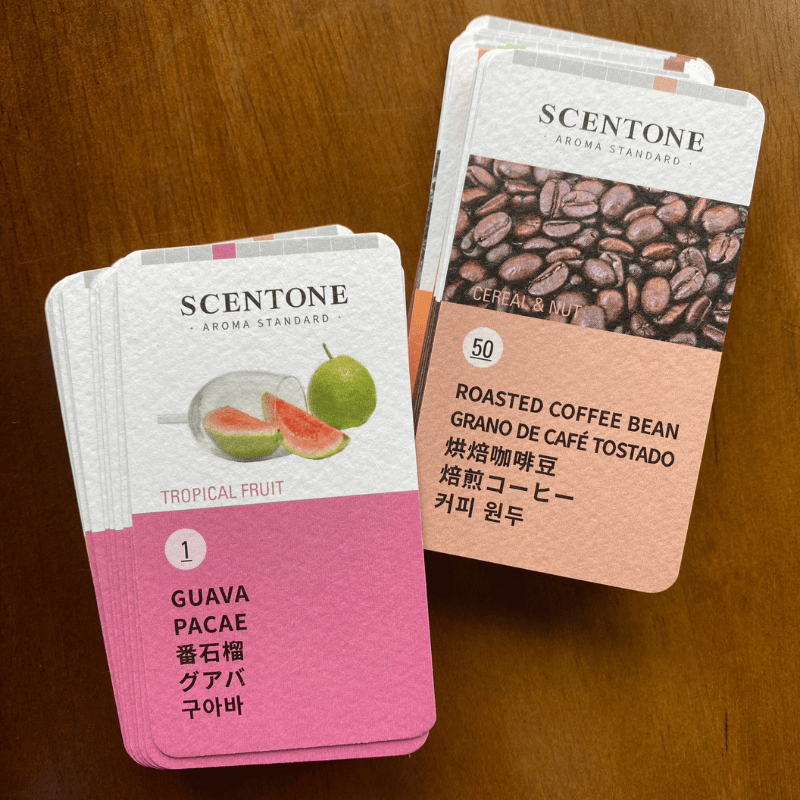 SCENTONE
· AROMA STANDARD ·
TROPICAL FRUIT
1
GUAVA
PACAE
番石榴
グアバ
구아바
SCENTONE
· AROMA STANDARD ·
CEREAL & NUT
50
ROASTED COFFEE BEAN
GRANO DE CAFÉ TOSTADO
烘焙咖啡豆
焙煎コーヒー
커피 원두